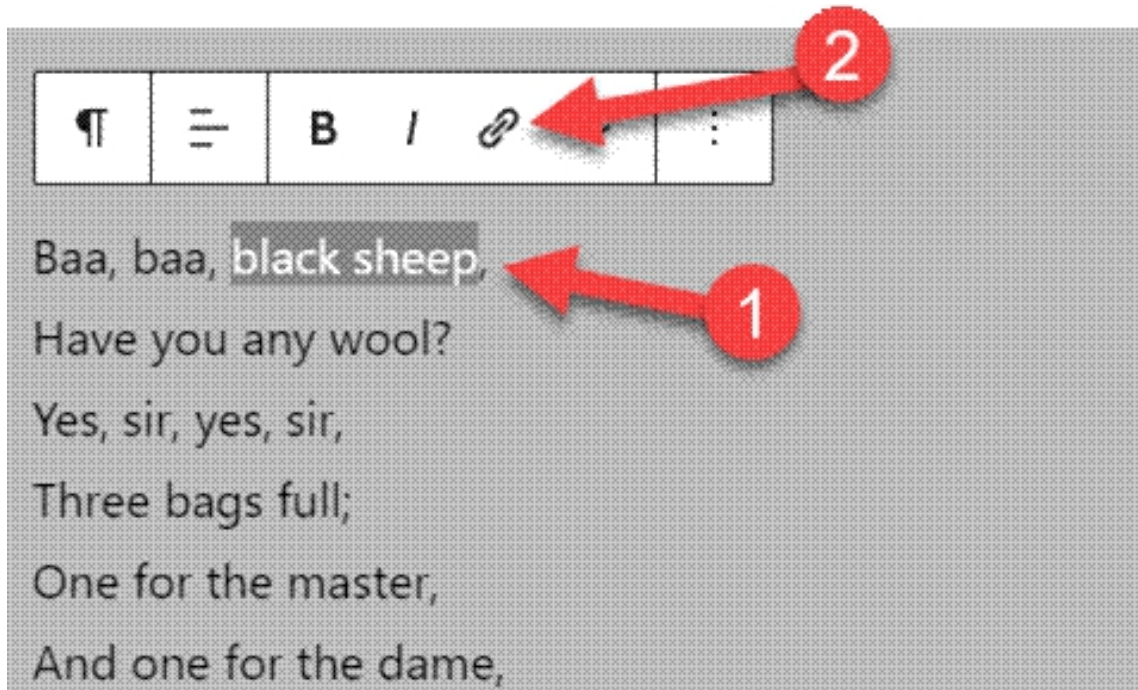 2
¶ B I
Baa, baa, black sheep,
1
Have you any wool?
Yes, sir, yes, sir,
Three bags full;
One for the master,
And one for the dame,